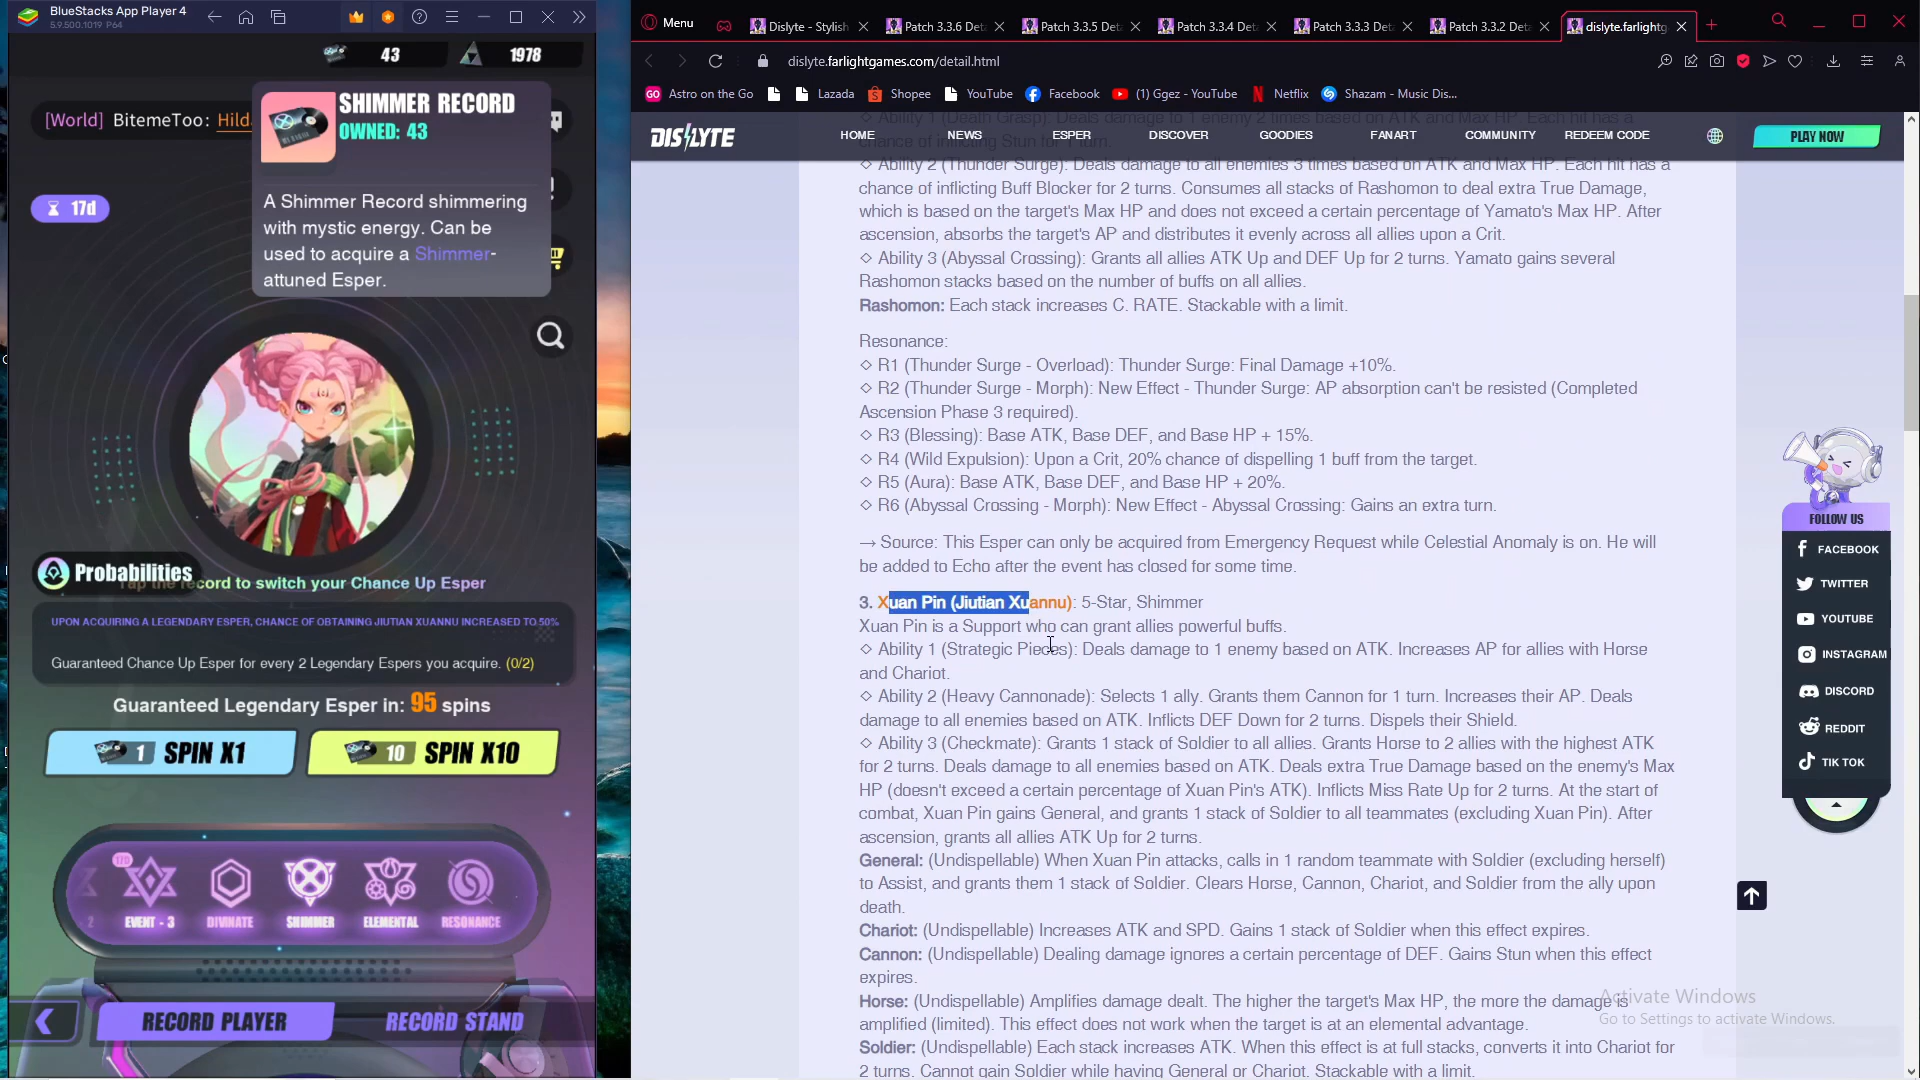 BlueStacks App Player 4
5.9.500.1019 P64
43
1978
[World] BitemeToo: Hild
SHIMMER RECORD
OWNED: 43
A Shimmer Record shimmering
with mystic energy. Can be
used to acquire a Shimmer-
attuned Esper.
17d
Probabilities
Tap the record to switch your Chance Up Esper
UPON ACQUIRING A LEGENDARY ESPER, CHANCE OF OBTAINING JIUTIAN XUANNU INCREASED TO 50%
Guaranteed Chance Up Esper for every 2 Legendary Espers you acquire. (0/2)
Guaranteed Legendary Esper in: 95 spins
1 SPIN X1
10 SPIN X10
2
EVENT - 3
DIVINATE
SHIMMER
ELEMENTAL
RESONANCE
RECORD PLAYER
RECORD STAND
Menu
Dislyte - Stylish
Patch 3.3.6 Det
Patch 3.3.5 Det
Patch 3.3.4 Det
Patch 3.3.3 Det
Patch 3.3.2 Det
dislyte.farlightg
dislyte.farlightgames.com/detail.html
GO Astro on the Go
Lazada
Shopee
YouTube
Facebook
(1) Ggez - YouTube
Netflix
Shazam - Music Dis...
DISLYTE
HOME
NEWS
ESPER
DISCOVER
GOODIES
FANART
COMMUNITY
REDEEM CODE
PLAY NOW
◇ Ability 1 (Death Grasp): Deals damage to 1 enemy 2 times based on ATK and Max HP. Each hit has a
chance of inflicting Stun for 1 turn.
◇ Ability 2 (Thunder Surge): Deals damage to all enemies 3 times based on ATK and Max HP. Each hit has a
chance of inflicting Buff Blocker for 2 turns. Consumes all stacks of Rashomon to deal extra True Damage,
which is based on the target's Max HP and does not exceed a certain percentage of Yamato's Max HP. After
ascension, absorbs the target's AP and distributes it evenly across all allies upon a Crit.
◇ Ability 3 (Abyssal Crossing): Grants all allies ATK Up and DEF Up for 2 turns. Yamato gains several
Rashomon stacks based on the number of buffs on all allies.
Rashomon: Each stack increases C. RATE. Stackable with a limit.
Resonance:
◇ R1 (Thunder Surge - Overload): Thunder Surge: Final Damage +10%.
◇ R2 (Thunder Surge - Morph): New Effect - Thunder Surge: AP absorption can't be resisted (Completed
Ascension Phase 3 required).
◇ R3 (Blessing): Base ATK, Base DEF, and Base HP + 15%.
◇ R4 (Wild Expulsion): Upon a Crit, 20% chance of dispelling 1 buff from the target.
◇ R5 (Aura): Base ATK, Base DEF, and Base HP + 20%.
◇ R6 (Abyssal Crossing - Morph): New Effect - Abyssal Crossing: Gains an extra turn.
→ Source: This Esper can only be acquired from Emergency Request while Celestial Anomaly is on. He will
be added to Echo after the event has closed for some time.
3. Xuan Pin (Jiutian Xuannu): 5-Star, Shimmer
Xuan Pin is a Support who can grant allies powerful buffs.
◇ Ability 1 (Strategic Pieces): Deals damage to 1 enemy based on ATK. Increases AP for allies with Horse
and Chariot.
◇ Ability 2 (Heavy Cannonade): Selects 1 ally. Grants them Cannon for 1 turn. Increases their AP. Deals
damage to all enemies based on ATK. Inflicts DEF Down for 2 turns. Dispels their Shield.
◇ Ability 3 (Checkmate): Grants 1 stack of Soldier to all allies. Grants Horse to 2 allies with the highest ATK
for 2 turns. Deals damage to all enemies based on ATK. Deals extra True Damage based on the enemy's Max
HP (doesn't exceed a certain percentage of Xuan Pin's ATK). Inflicts Miss Rate Up for 2 turns. At the start of
combat, Xuan Pin gains General, and grants 1 stack of Soldier to all teammates (excluding Xuan Pin). After
ascension, grants all allies ATK Up for 2 turns.
General: (Undispellable) When Xuan Pin attacks, calls in 1 random teammate with Soldier (excluding herself)
to Assist, and grants them 1 stack of Soldier. Clears Horse, Cannon, Chariot, and Soldier from the ally upon
death.
Chariot: (Undispellable) Increases ATK and SPD. Gains 1 stack of Soldier when this effect expires.
Cannon: (Undispellable) Dealing damage ignores a certain percentage of DEF. Gains Stun when this effect
expires.
Horse: (Undispellable) Amplifies damage dealt. The higher the target's Max HP, the more the damage is
amplified (limited). This effect does not work when the target is at an elemental advantage.
Soldier: (Undispellable) Each stack increases ATK. When this effect is at full stacks, converts it into Chariot for
2 turns. Cannot gain Soldier while having General or Chariot. Stackable with a limit.
FOLLOW US
FACEBOOK
TWITTER
YOUTUBE
INSTAGRAM
DISCORD
REDDIT
TIK TOK
Activate Windows
Go to Settings to activate Windows.